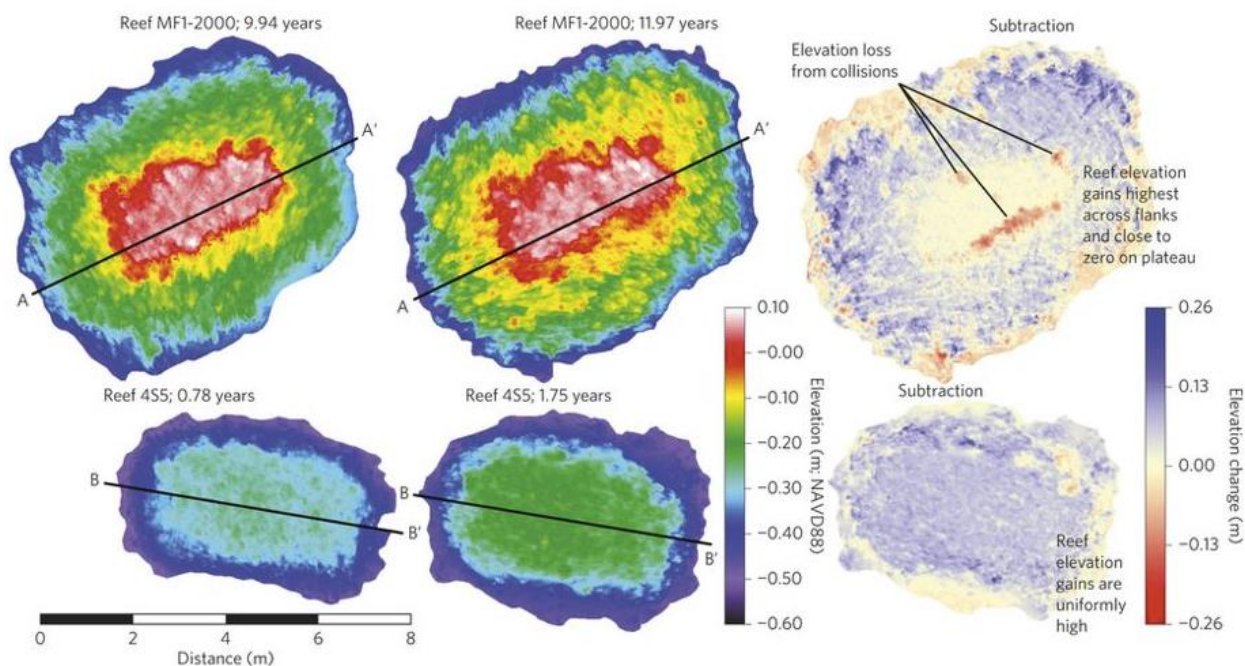 Reef MF1-2000; 9.94 years
Reef MF1-2000; 11.97 years
Subtraction
Elevation loss
from collisions
A'
A'
Reef elevation
gains highest
across flanks
and close to
zero on plateau
A
A
0.10
−0.00
−0.10
−0.20
−0.30
−0.40
−0.50
−0.60
Elevation (m; NAVD88)
0.26
0.13
0.00
−0.13
−0.26
Elevation change (m)
Reef 4S5; 0.78 years
Reef 4S5; 1.75 years
Subtraction
B
B
B'
B'
Reef
elevation
gains are
uniformly
high
0
2
4
6
8
Distance (m)